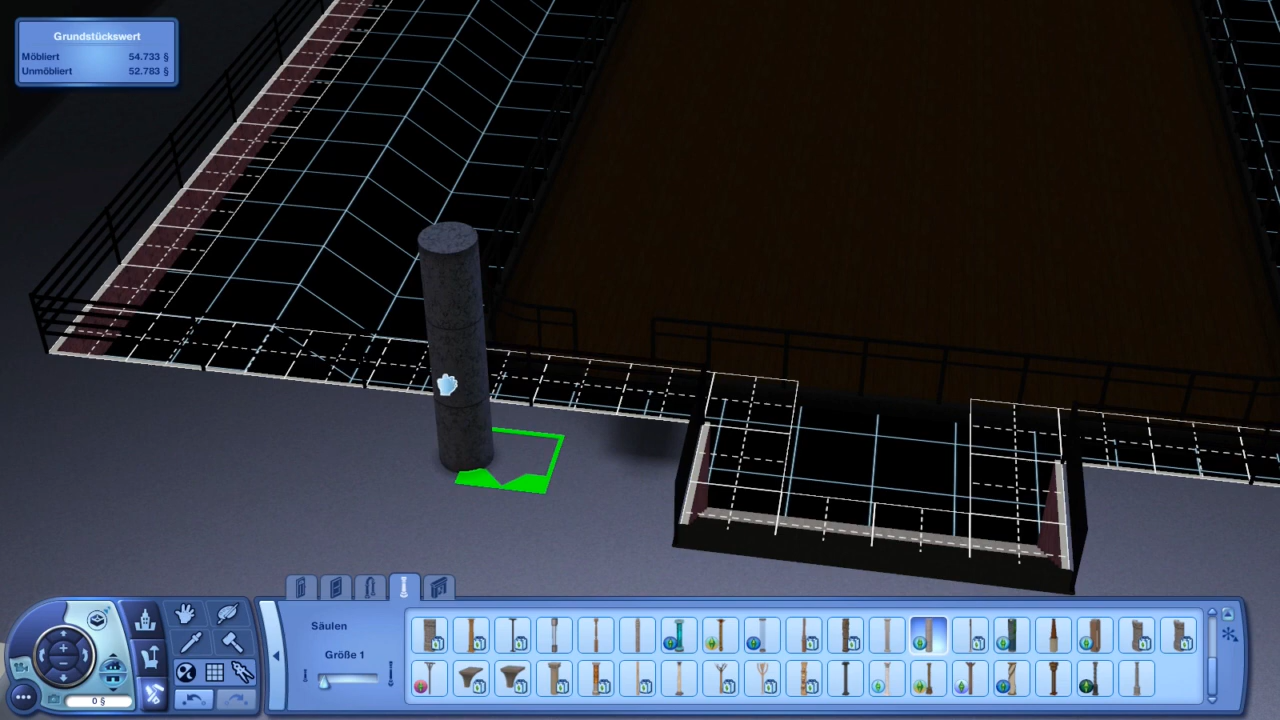 Grundstückswert
Möbliert 54.733 §
Unmöbliert 52.783 §
Säulen
Größe 1
0 §